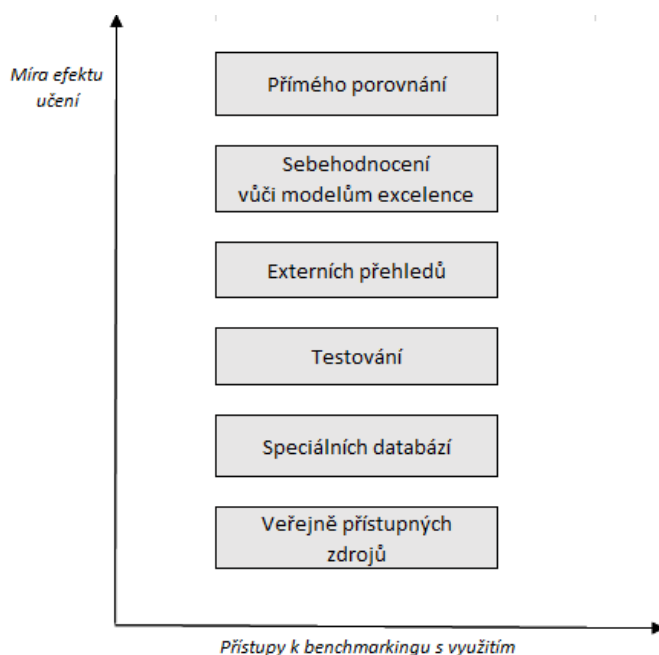 Míra efektu
učení
Přímého porovnání
Sebehodnocení
vůči modelům excelence
Externích přehledů
Testování
Speciálních databází
Veřejně přístupných
zdrojů
Přístupy k benchmarkingu s využitím